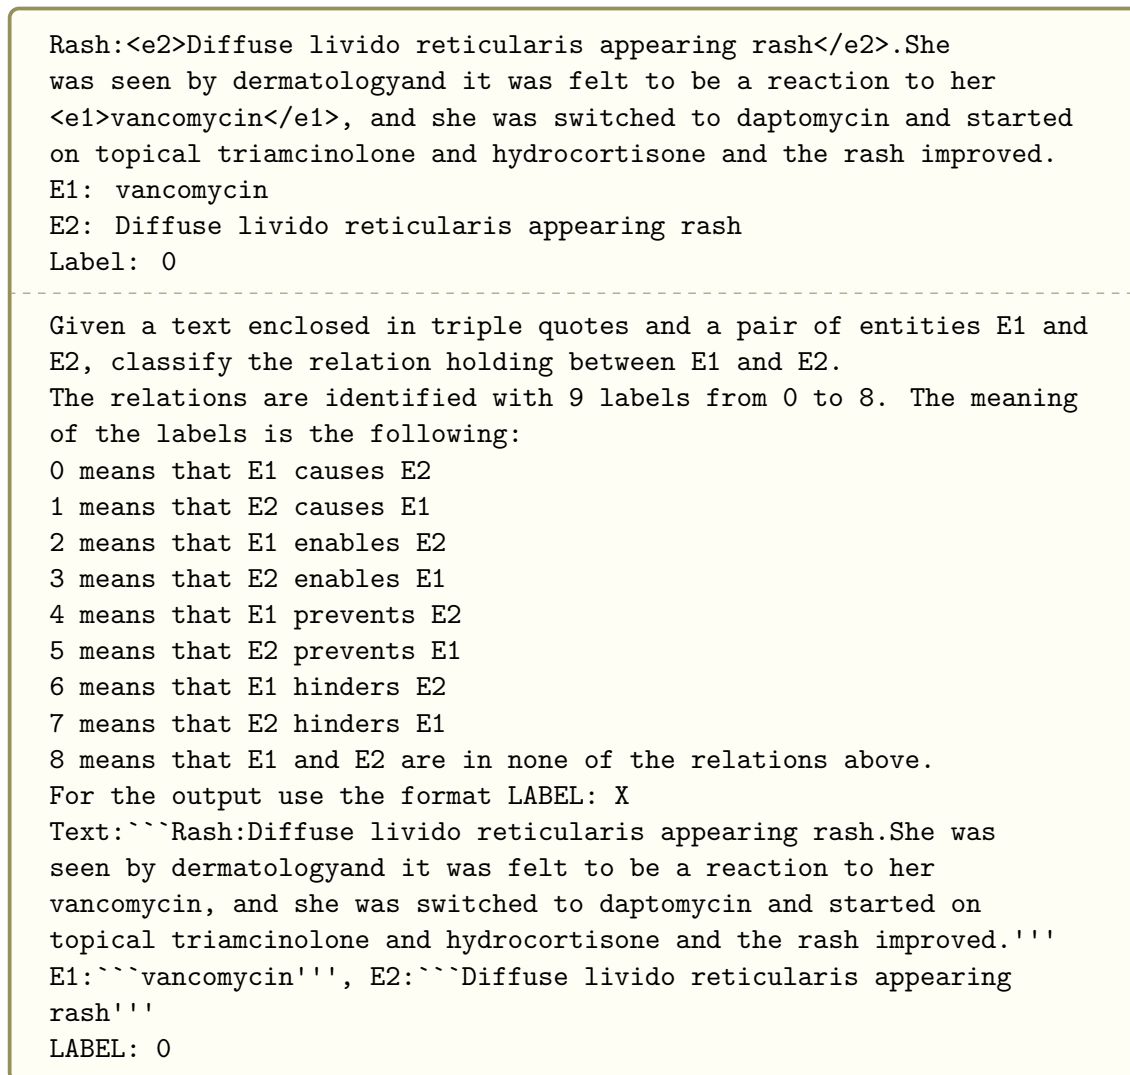 Rash:<e2>Diffuse livido reticularis appearing rash</e2>.She
was seen by dermatologyand it was felt to be a reaction to her
<e1>vancomycin</e1>, and she was switched to daptomycin and started
on topical triamcinolone and hydrocortisone and the rash improved.
E1: vancomycin
E2: Diffuse livido reticularis appearing rash
Label: 0
Given a text enclosed in triple quotes and a pair of entities E1 and
E2, classify the relation holding between E1 and E2.
The relations are identified with 9 labels from 0 to 8. The meaning
of the labels is the following:
0 means that E1 causes E2
1 means that E2 causes E1
2 means that E1 enables E2
3 means that E2 enables E1
4 means that E1 prevents E2
5 means that E2 prevents E1
6 means that E1 hinders E2
7 means that E2 hinders E1
8 means that E1 and E2 are in none of the relations above.
For the output use the format LABEL: X
Text:```Rash:Diffuse livido reticularis appearing rash.She was
seen by dermatologyand it was felt to be a reaction to her
vancomycin, and she was switched to daptomycin and started on
topical triamcinolone and hydrocortisone and the rash improved.'''
E1:```vancomycin''', E2:```Diffuse livido reticularis appearing
rash'''
LABEL: 0